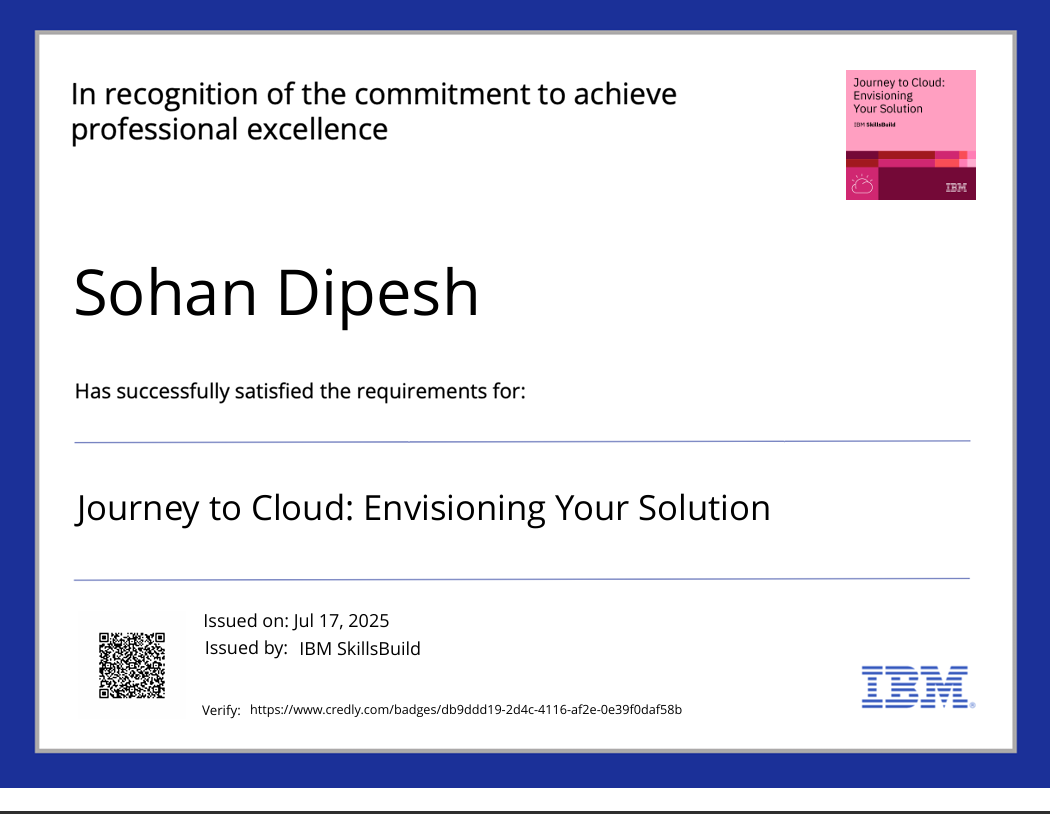 In recognition of the commitment to achieve
professional excellence
Journey to Cloud:
Envisioning
Your Solution
IBM SkillsBuild
IBM
Sohan Dipesh
Has successfully satisfied the requirements for:
Journey to Cloud: Envisioning Your Solution
Issued on: Jul 17, 2025
Issued by: IBM SkillsBuild
Verify: https://www.credly.com/badges/db9ddd19-2d4c-4116-af2e-0e39f0daf58b
IBM®